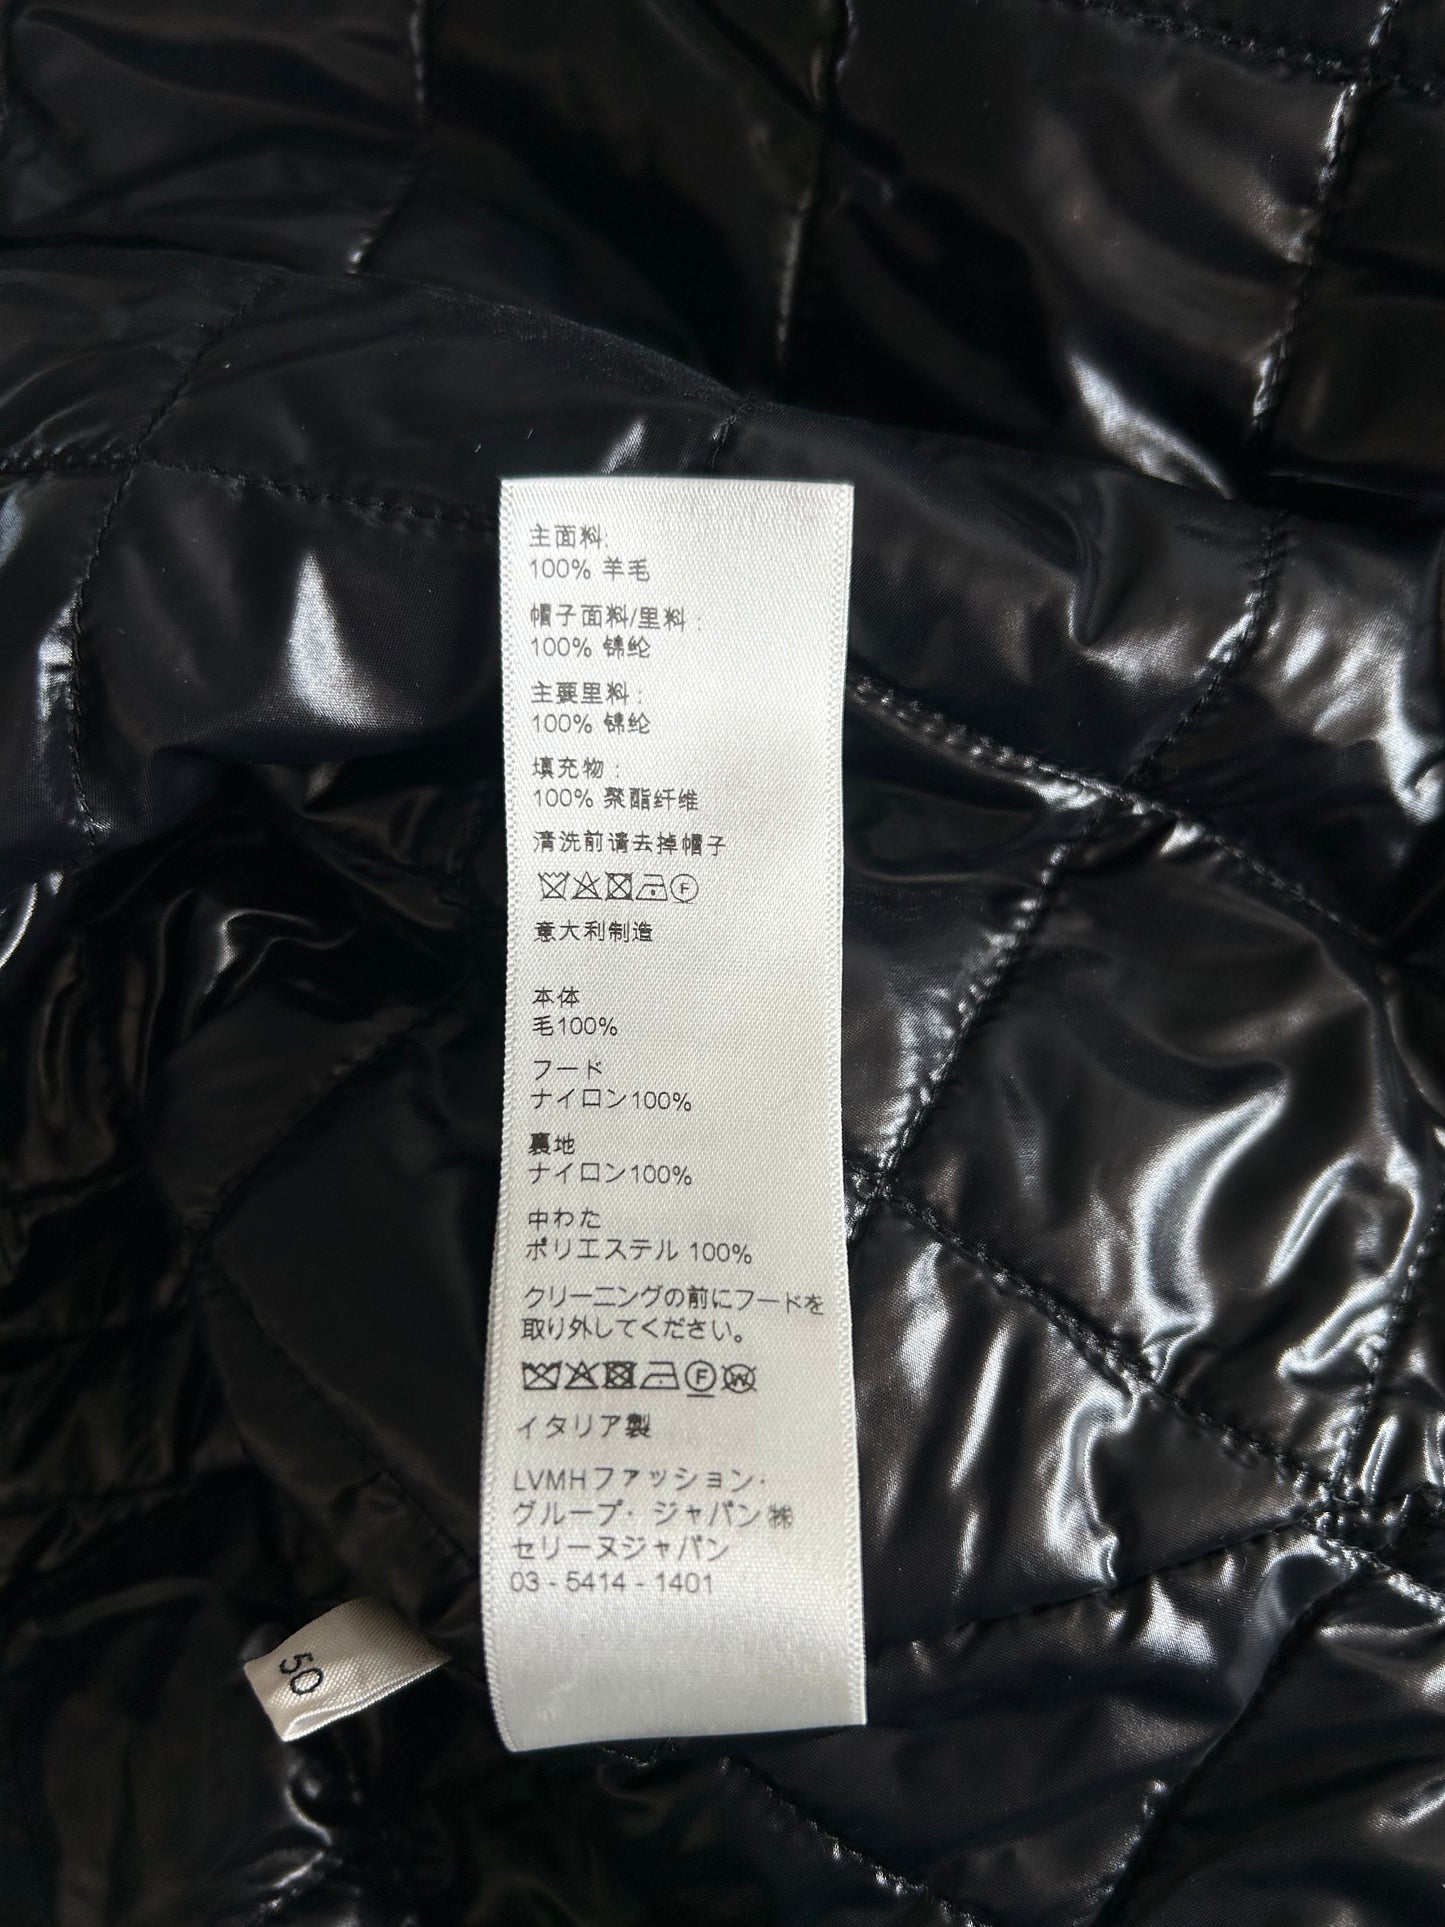 主面料:
100% 羊毛
帽子面料/里料：
100% 锦纶
主要里料：
100% 锦纶
填充物：
100% 聚酯纤维
清洗前请去掉帽子
F
意大利制造
本体
毛100%
フード
ナイロン100%
裏地
ナイロン100%
中わた
ポリエステル 100%
クリーニングの前にフードを
取り外してください。
F W
イタリア製
LVMHファッション・
グループ・ジャパン㈱
セリーヌジャパン
03 - 5414 - 1401
50